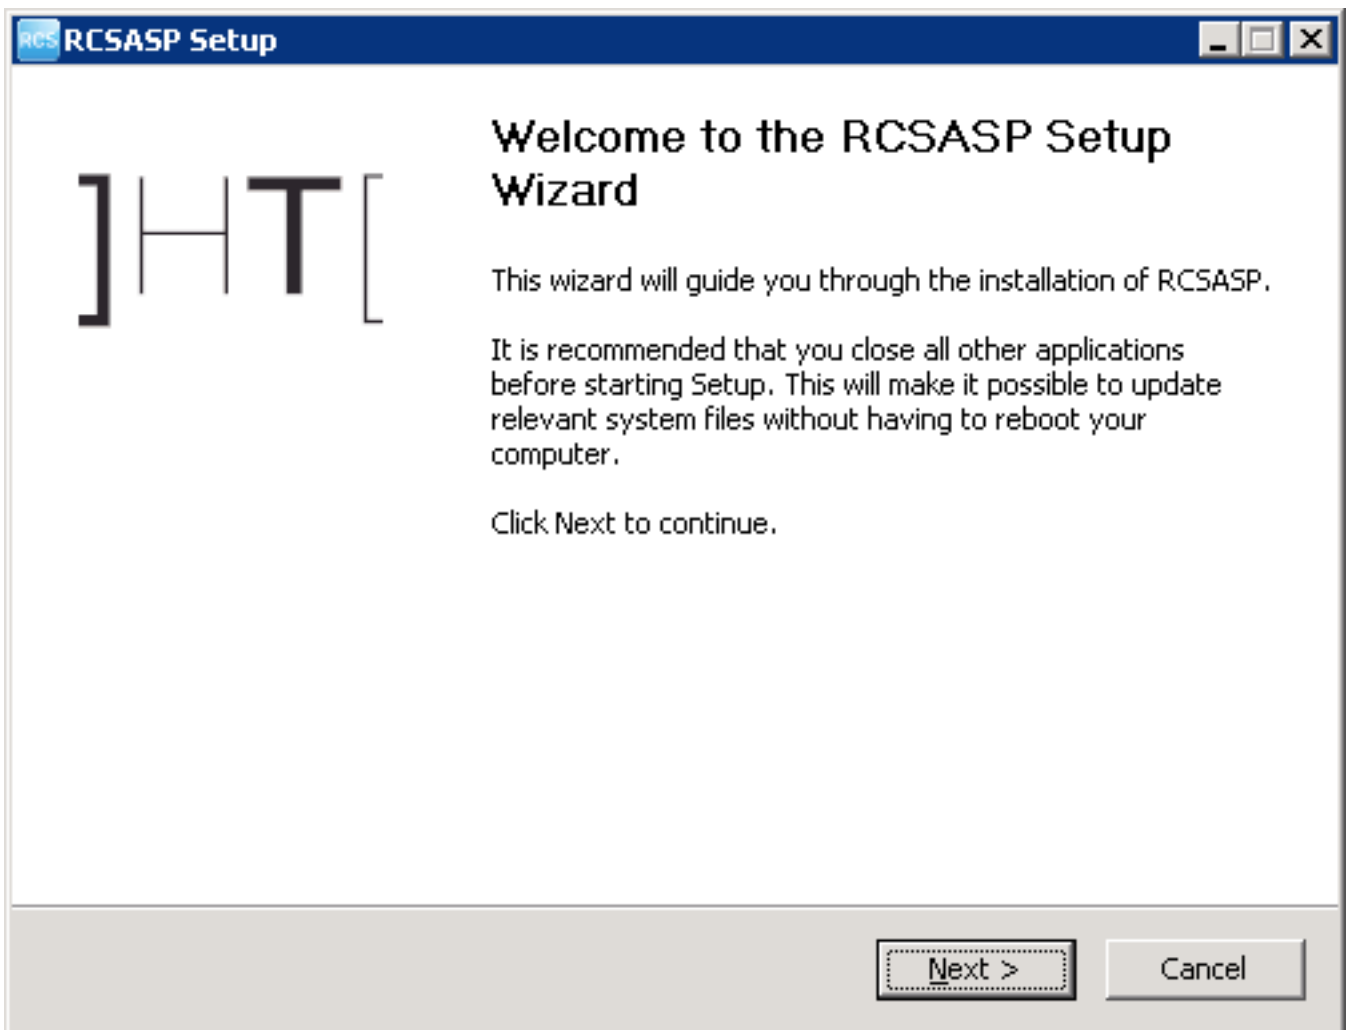 RCS RCSASP Setup
]HT[
Welcome to the RCSASP Setup
Wizard
This wizard will guide you through the installation of RCSASP.
It is recommended that you close all other applications
before starting Setup. This will make it possible to update
relevant system files without having to reboot your
computer.
Click Next to continue.
Next >
Cancel